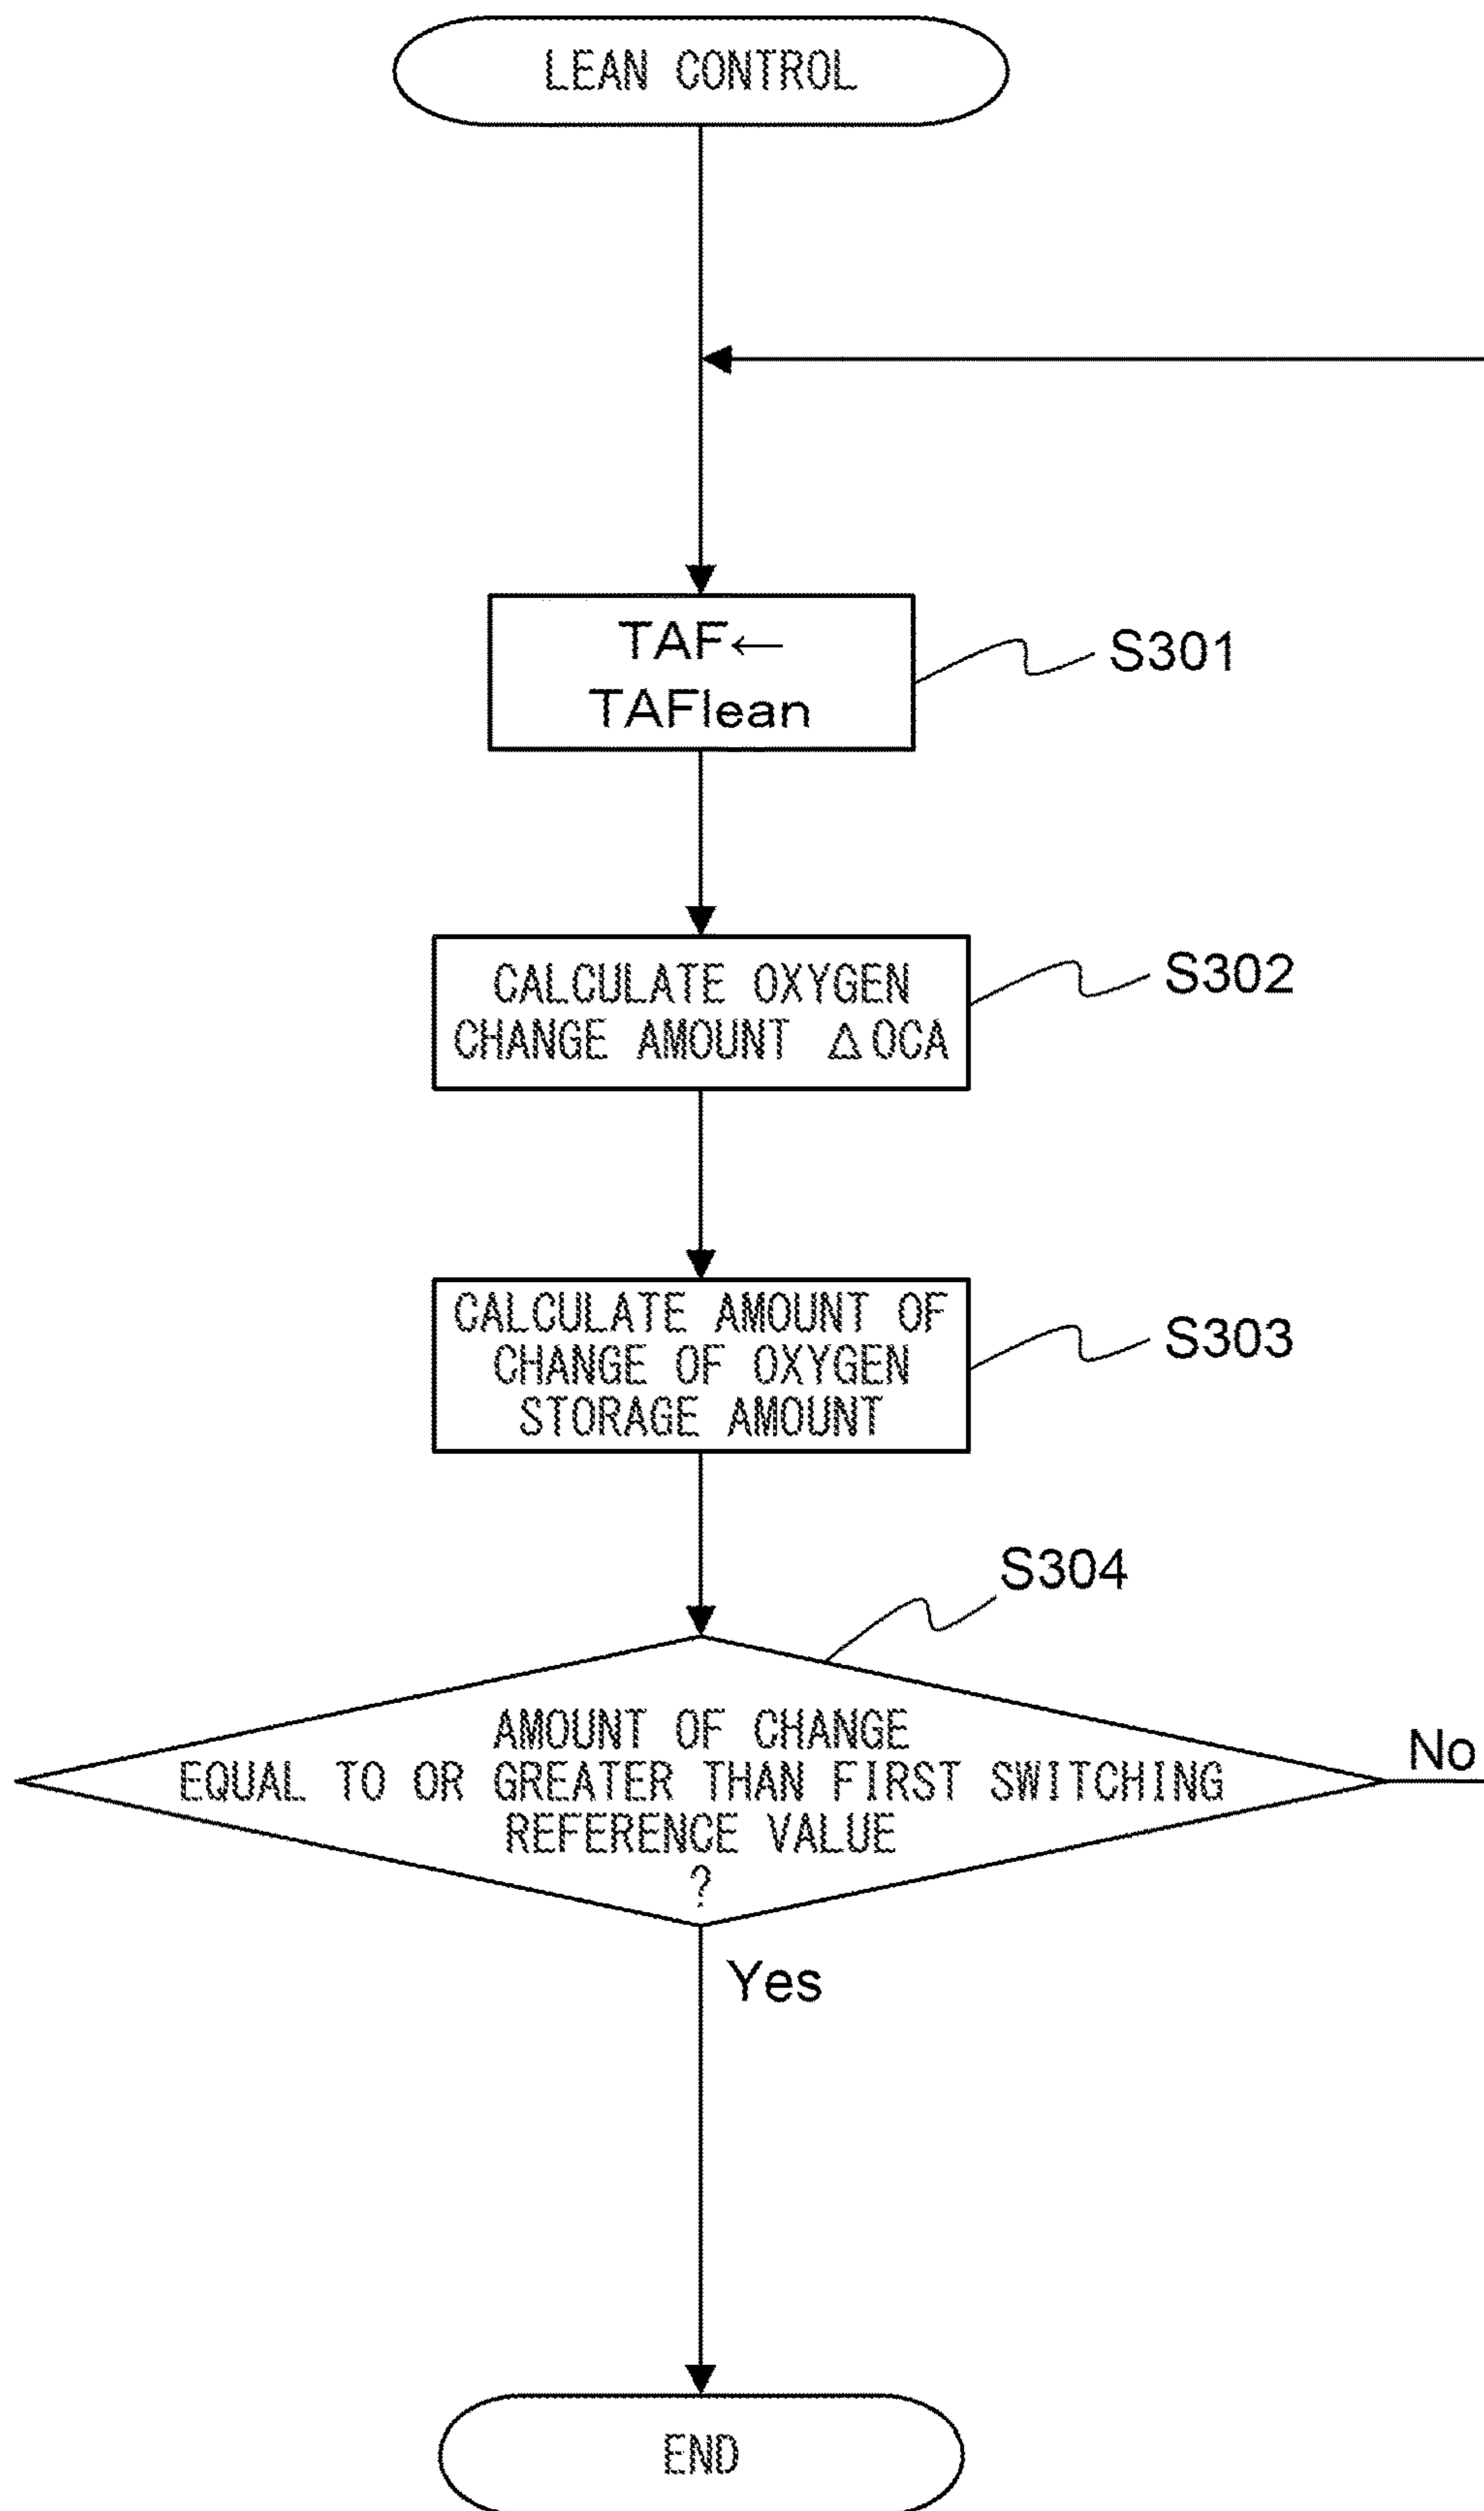 LEAN CONTROL
TAF←
TAFlean
S301
CALCULATE OXYGEN
CHANGE AMOUNT △OCA
S302
CALCULATE AMOUNT OF
CHANGE OF OXYGEN
STORAGE AMOUNT
S303
S304
AMOUNT OF CHANGE
EQUAL TO OR GREATER THAN FIRST SWITCHING
REFERENCE VALUE
?
No
Yes
END